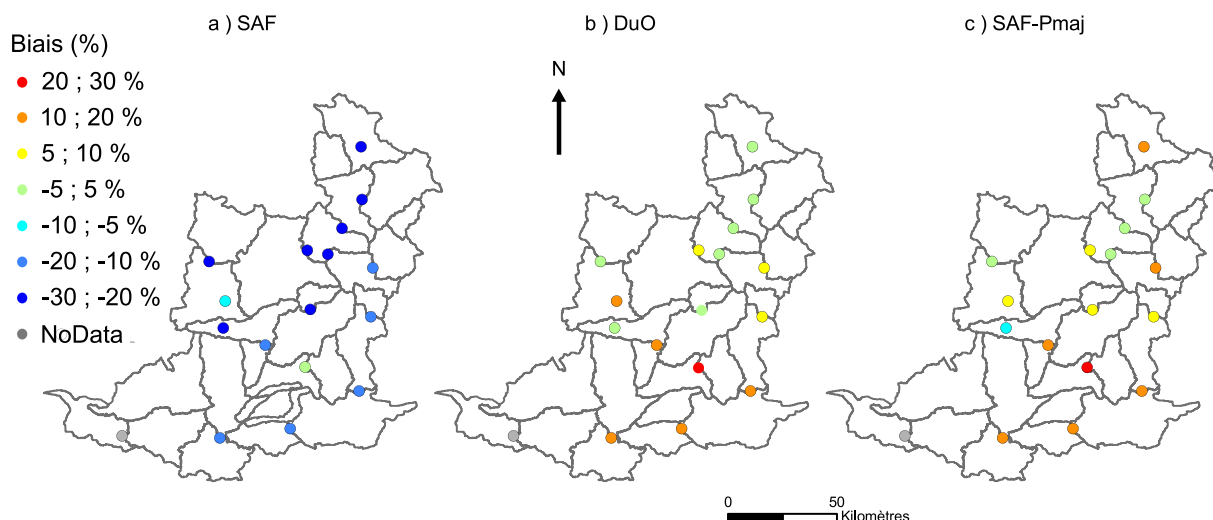 a ) SAF
b ) DuO
c ) SAF-Pmaj
Biais (%)
20 ; 30 %
10 ; 20 %
5 ; 10 %
-5 ; 5 %
-10 ; -5 %
-20 ; -10 %
-30 ; -20 %
NoData
N
0
50
Kilomètres